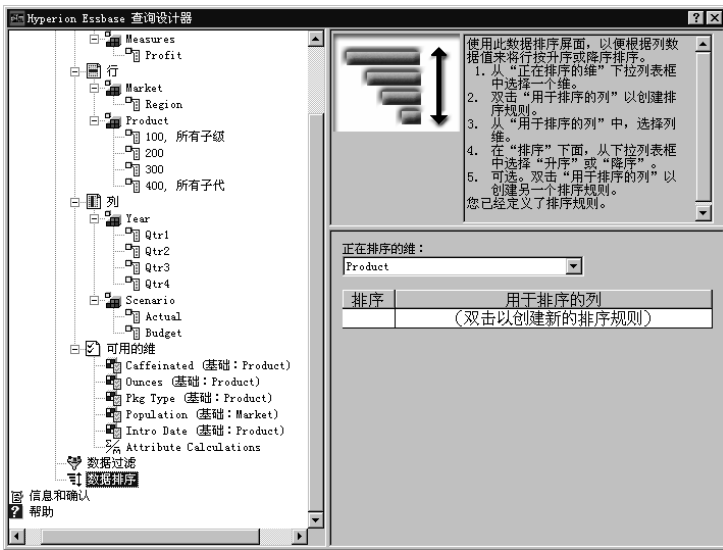 Hyperion Essbase 查询设计器
Measures
Profit
行
Market
Region
Product
100, 所有子级
200
300
400, 所有子代
列
Year
Qtr1
Qtr2
Qtr3
Qtr4
Scenario
Actual
Budget
可用的维
Caffeinated (基础：Product)
Ounces (基础：Product)
Pkg Type (基础：Product)
Population (基础：Market)
Intro Date (基础：Product)
Attribute Calculations
数据过滤
数据排序
信息和确认
帮助
使用此数据排序屏面，以便根据列数
据值来将行按升序或降序排序。
1. 从“正在排序的维”下拉列表框
中选择一个维。
2. 双击“用于排序的列”以创建排
序规则。
3. 从“用于排序的列”中，选择列
维。
4. 在“排序”下面，从下拉列表框
中选择“升序”或“降序”。
5. 可选。双击“用于排序的列”以
创建另一个排序规则。
您已经定义了排序规则。
正在排序的维：
Product
排序 用于排序的列
(双击以创建新的排序规则)